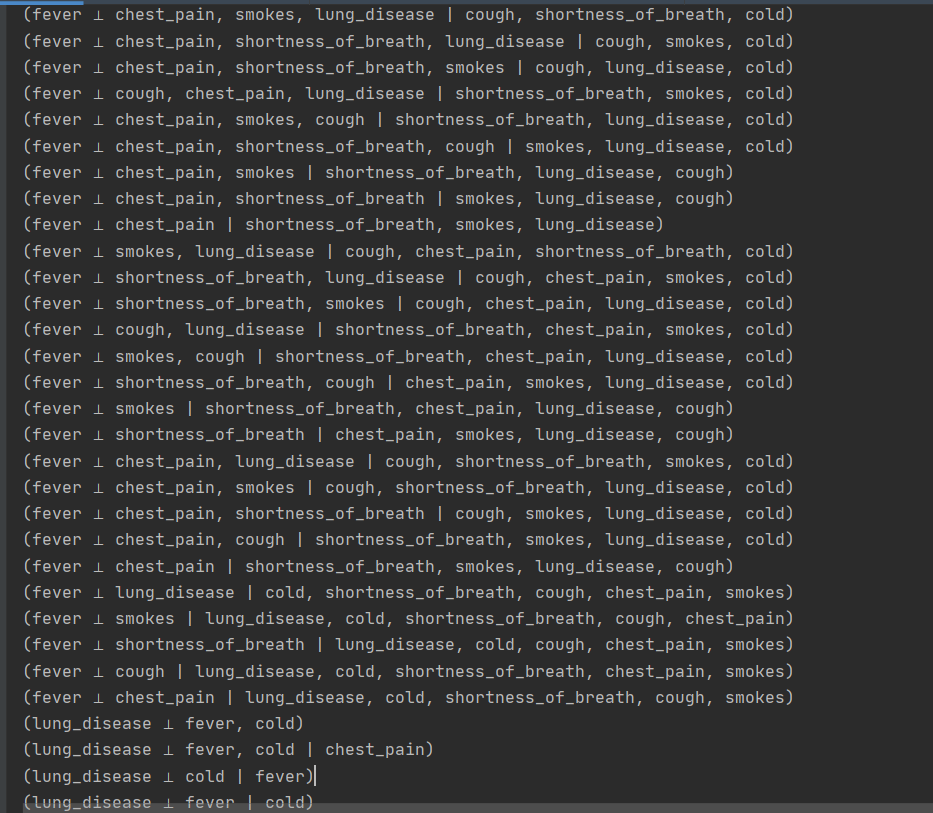 (fever ⊥ chest_pain, smokes, lung_disease | cough, shortness_of_breath, cold)
(fever ⊥ chest_pain, shortness_of_breath, lung_disease | cough, smokes, cold)
(fever ⊥ chest_pain, shortness_of_breath, smokes | cough, lung_disease, cold)
(fever ⊥ cough, chest_pain, lung_disease | shortness_of_breath, smokes, cold)
(fever ⊥ chest_pain, smokes, cough | shortness_of_breath, lung_disease, cold)
(fever ⊥ chest_pain, shortness_of_breath, cough | smokes, lung_disease, cold)
(fever ⊥ chest_pain, smokes | shortness_of_breath, lung_disease, cough)
(fever ⊥ chest_pain, shortness_of_breath | smokes, lung_disease, cough)
(fever ⊥ chest_pain | shortness_of_breath, smokes, lung_disease)
(fever ⊥ smokes, lung_disease | cough, chest_pain, shortness_of_breath, cold)
(fever ⊥ shortness_of_breath, lung_disease | cough, chest_pain, smokes, cold)
(fever ⊥ shortness_of_breath, smokes | cough, chest_pain, lung_disease, cold)
(fever ⊥ cough, lung_disease | shortness_of_breath, chest_pain, smokes, cold)
(fever ⊥ smokes, cough | shortness_of_breath, chest_pain, lung_disease, cold)
(fever ⊥ shortness_of_breath, cough | chest_pain, smokes, lung_disease, cold)
(fever ⊥ smokes | shortness_of_breath, chest_pain, lung_disease, cough)
(fever ⊥ shortness_of_breath | chest_pain, smokes, lung_disease, cough)
(fever ⊥ chest_pain, lung_disease | cough, shortness_of_breath, smokes, cold)
(fever ⊥ chest_pain, smokes | cough, shortness_of_breath, lung_disease, cold)
(fever ⊥ chest_pain, shortness_of_breath | cough, smokes, lung_disease, cold)
(fever ⊥ chest_pain, cough | shortness_of_breath, smokes, lung_disease, cold)
(fever ⊥ chest_pain | shortness_of_breath, smokes, lung_disease, cough)
(fever ⊥ lung_disease | cold, shortness_of_breath, cough, chest_pain, smokes)
(fever ⊥ smokes | lung_disease, cold, shortness_of_breath, cough, chest_pain)
(fever ⊥ shortness_of_breath | lung_disease, cold, cough, chest_pain, smokes)
(fever ⊥ cough | lung_disease, cold, shortness_of_breath, chest_pain, smokes)
(fever ⊥ chest_pain | lung_disease, cold, shortness_of_breath, cough, smokes)
(lung_disease ⊥ fever, cold)
(lung_disease ⊥ fever, cold | chest_pain)
(lung_disease ⊥ cold | fever)
(lung_disease ⊥ fever | cold)